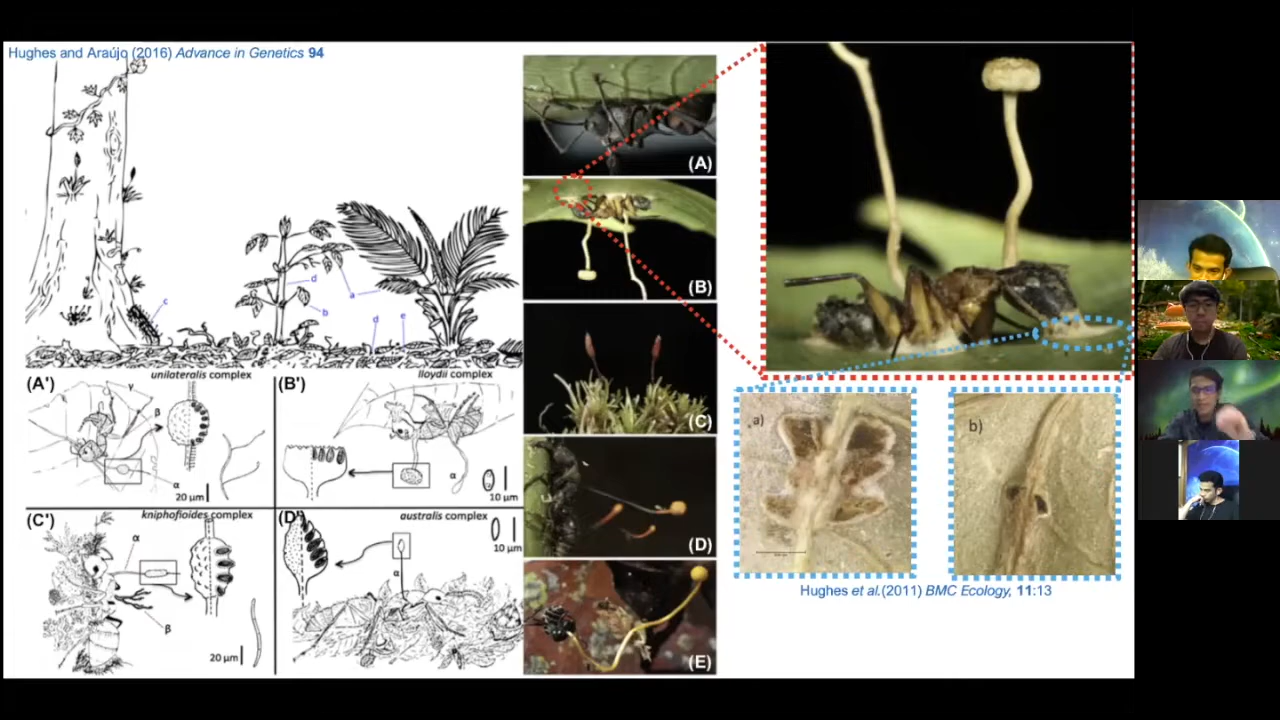 Hughes and Araújo (2016) Advance in Genetics 94
c
d
a
b
d
e
(A)
(B)
(C)
(D)
(E)
(A')
unilateralis complex
γ
β
α
20 μm
(B')
lloydii complex
α
10 μm
(C')
kniphofioides complex
α
β
20 μm
(D')
australis complex
α
10 μm
a)
b)
Hughes et al.(2011) BMC Ecology, 11:13